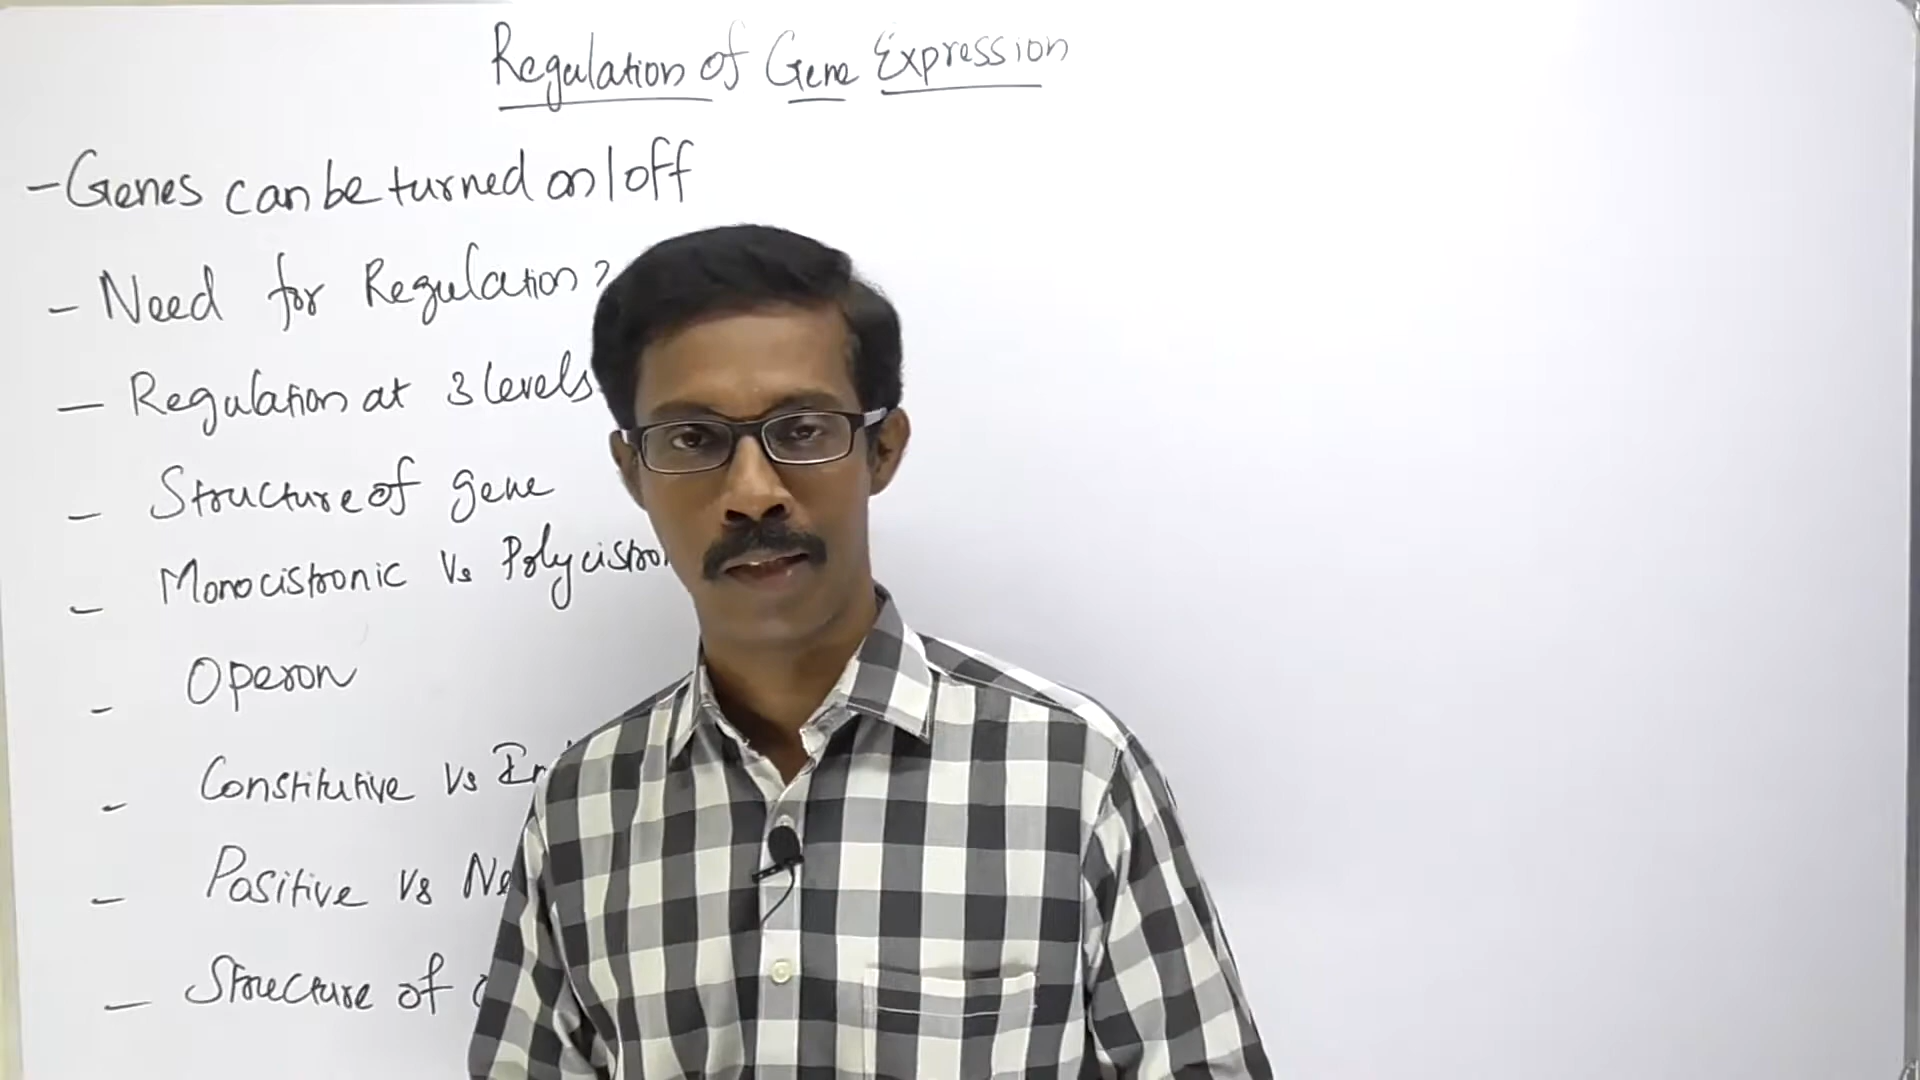 Regulation of Gene Expression
- Genes can be turned on/off
- Need for Regulation?
- Regulation at 3 levels
- Structure of gene
- Monocistronic Vs
- Operon
- Constitutive Vs
- Positive Vs
- Structure of